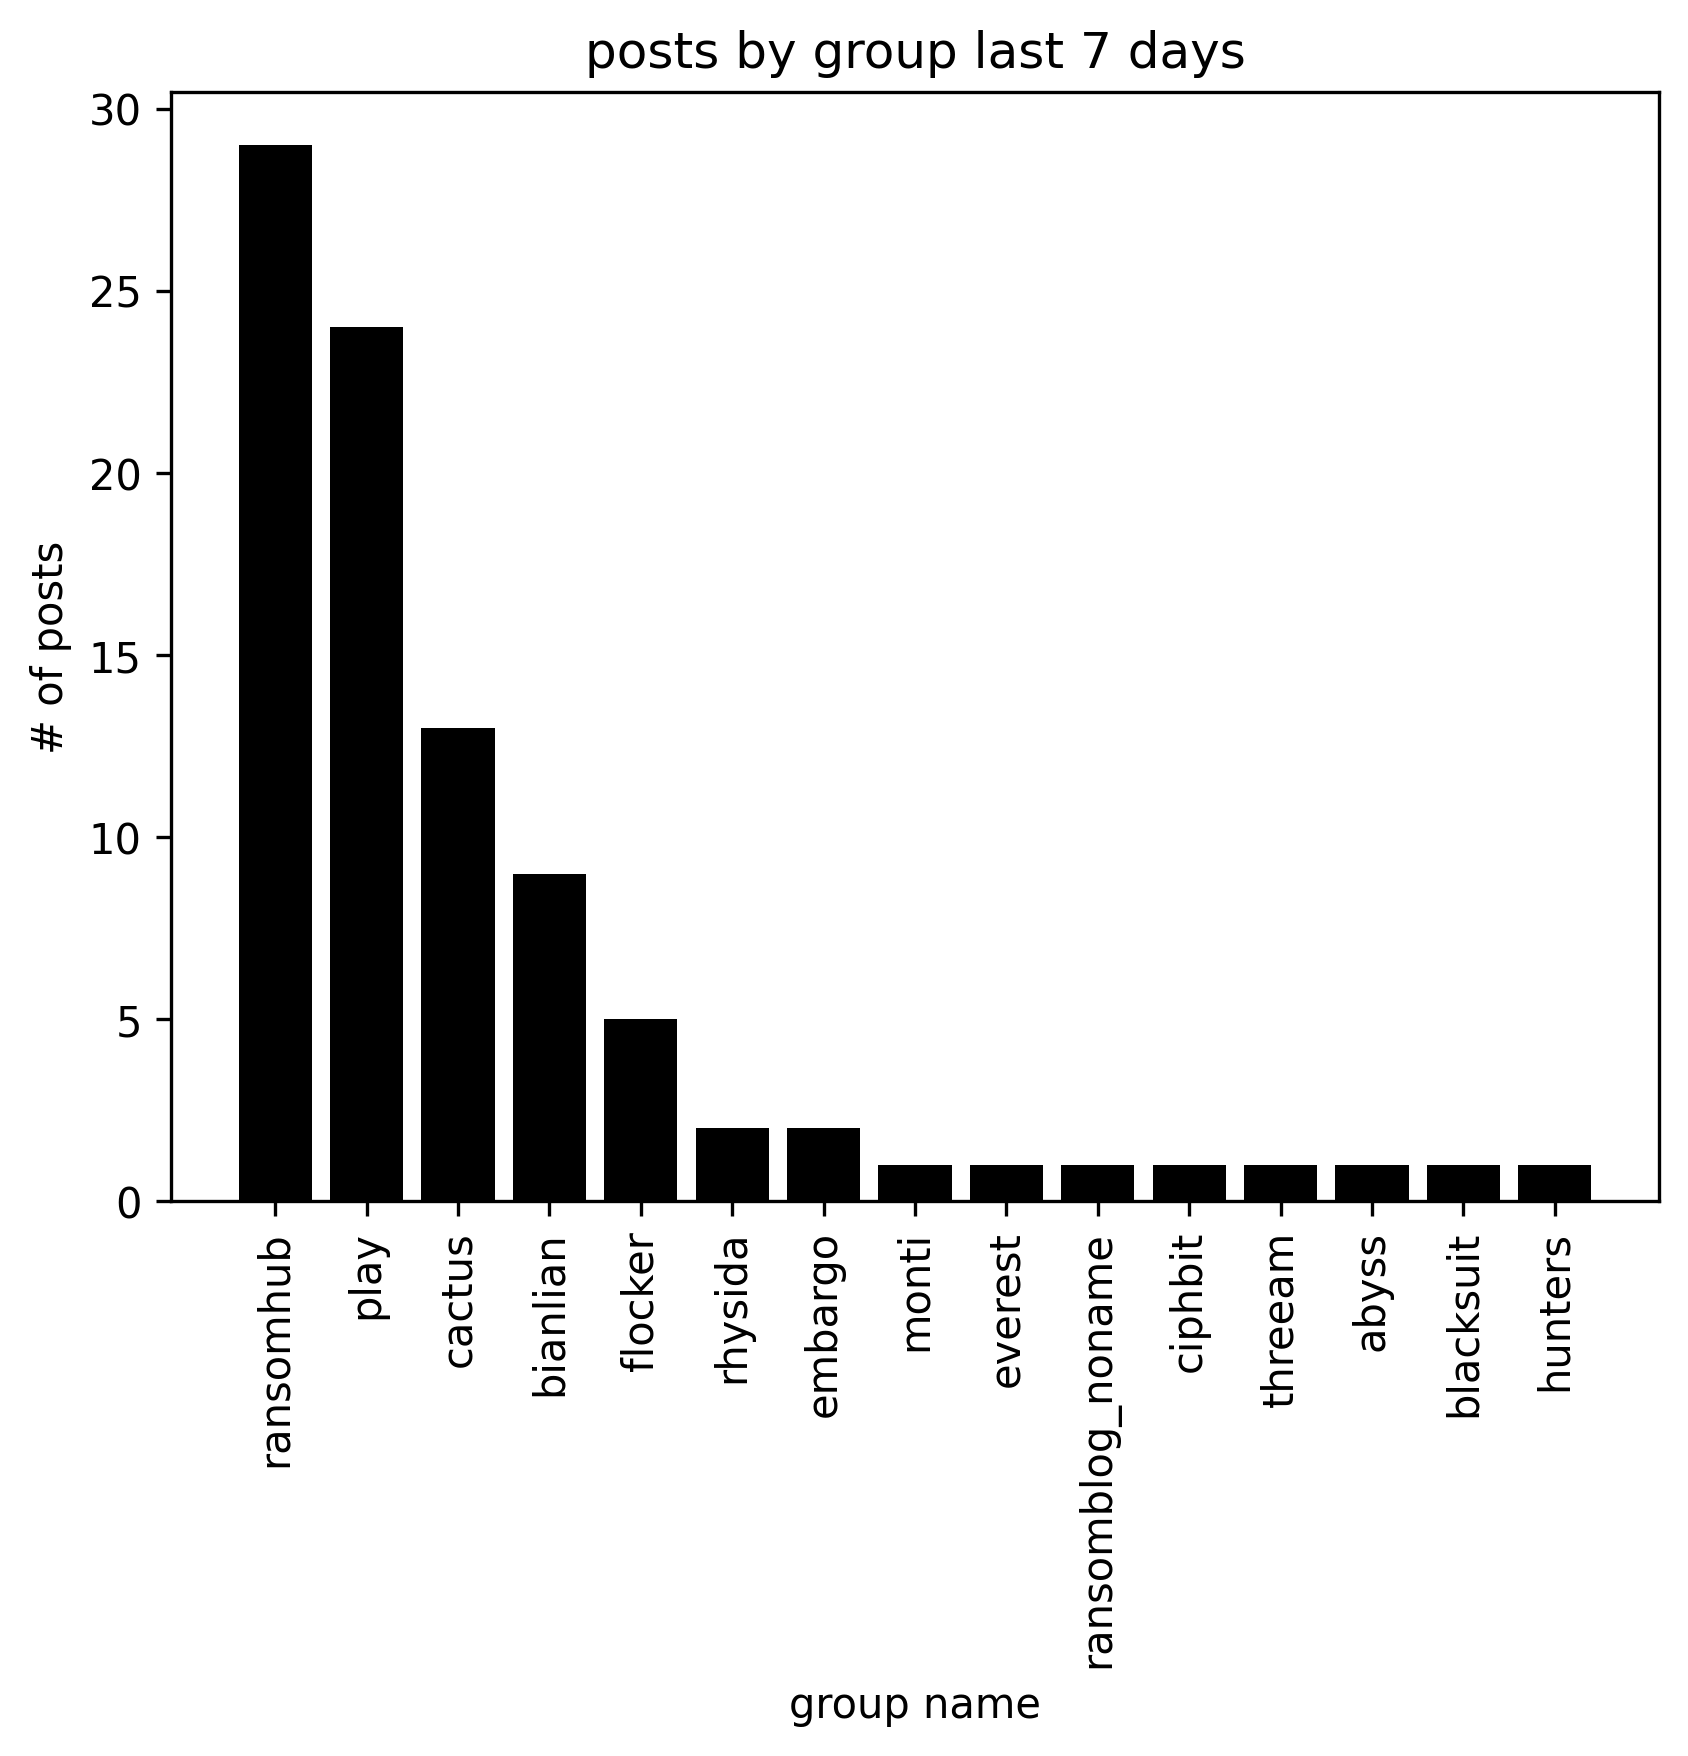 posts by group last 7 days
30
25
20
15
10
5
0
# of posts
ransomhub
play
cactus
bianlian
flocker
rhysida
embargo
monti
everest
ransomblog_noname
ciphbit
threeam
abyss
blacksuit
hunters
group name